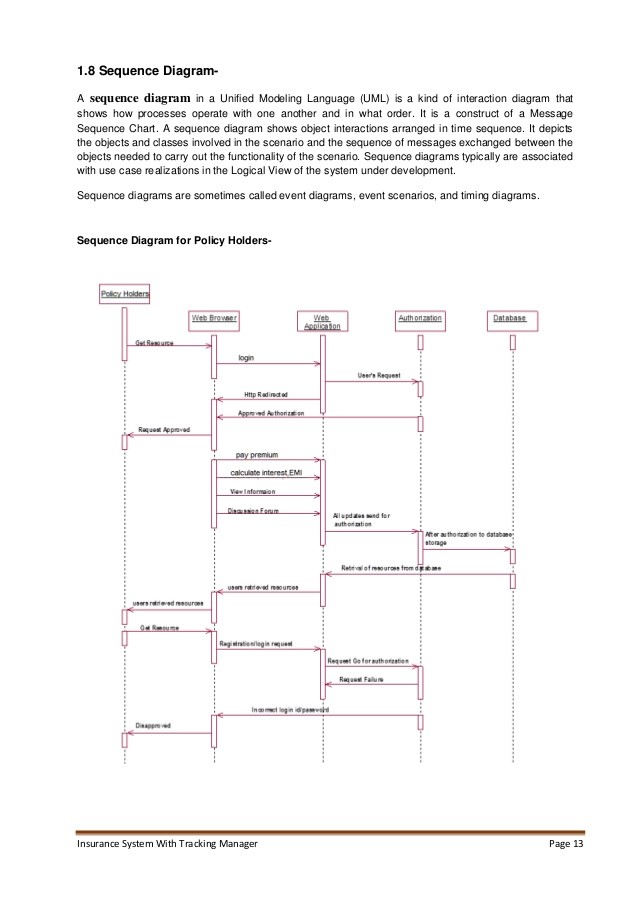 1.8 Sequence Diagram-
A sequence diagram in a Unified Modeling Language (UML) is a kind of interaction diagram that
shows how processes operate with one another and in what order. It is a construct of a Message
Sequence Chart. A sequence diagram shows object interactions arranged in time sequence. It depicts
the objects and classes involved in the scenario and the sequence of messages exchanged between the
objects needed to carry out the functionality of the scenario. Sequence diagrams typically are associated
with use case realizations in the Logical View of the system under development.
Sequence diagrams are sometimes called event diagrams, event scenarios, and timing diagrams.
Sequence Diagram for Policy Holders-
Policy Holders
Web Browser
Web
Application
Authorization
Database
Get Resource
login
User's Request
Http Redirected
Approved Authorization
Request Approved
pay premium
calculate interest,EMI
View Informaion
Discussion Forum
All updates send for
authorization
After authorization to database
storage
Retrival of resources from database
users retrieved resources
users retrieved resources
Get Resource
Registration/login request
Request Go for authorization
Request Failure
Incorrect login id/password
Disapproved
Insurance System With Tracking Manager
Page 13